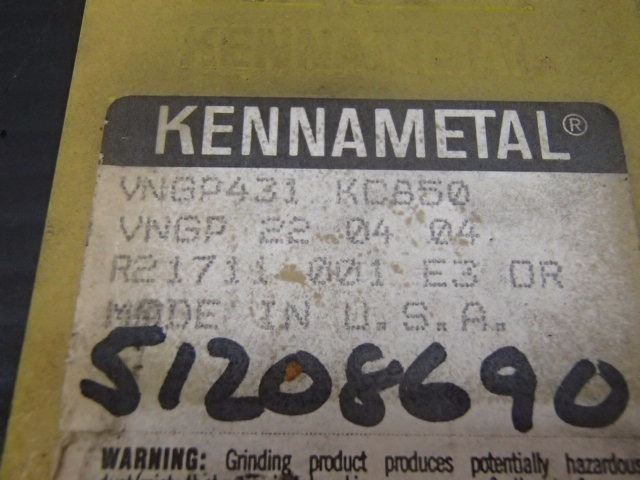 KENNAMETAL®
VNGP431 KC850
VNGP 22 04 04
R21711 001 E3 OR
MADE IN U.S.A.
51208690
WARNING: Grinding product produces potentially hazardous